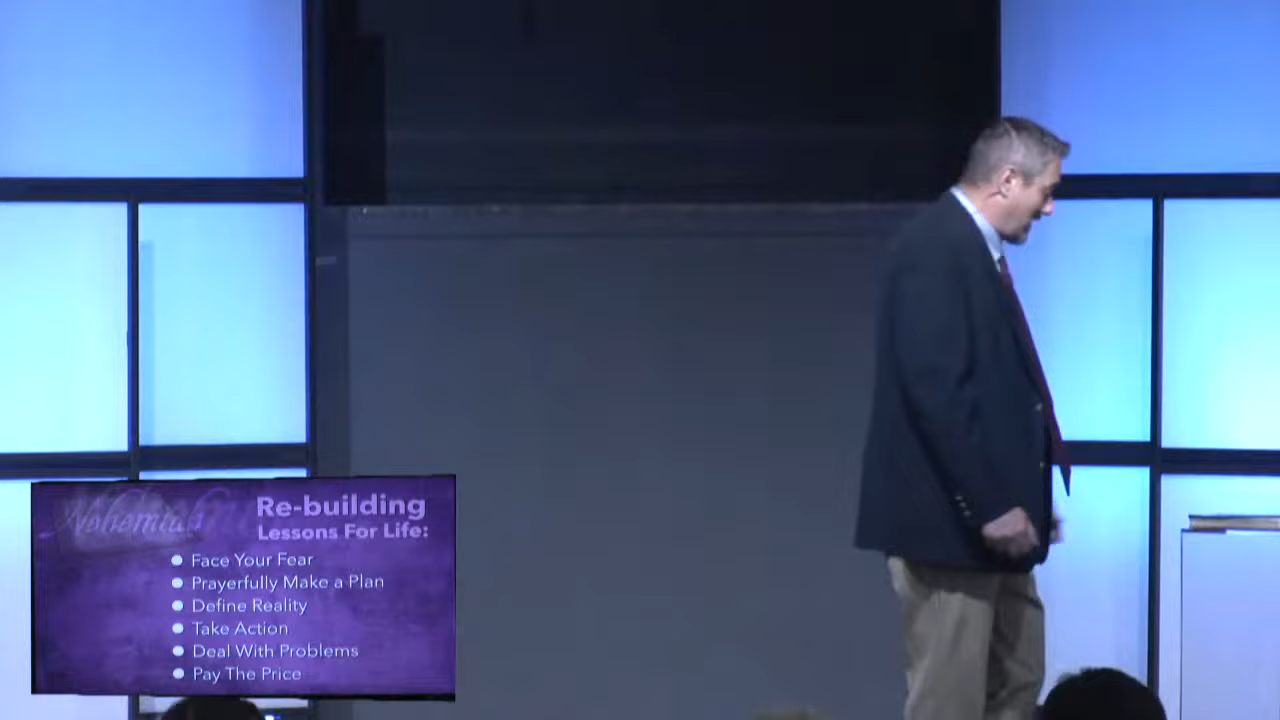 Nehemiah
Re-building
Lessons For Life:
Face Your Fear
Prayerfully Make a Plan
Define Reality
Take Action
Deal With Problems
Pay The Price